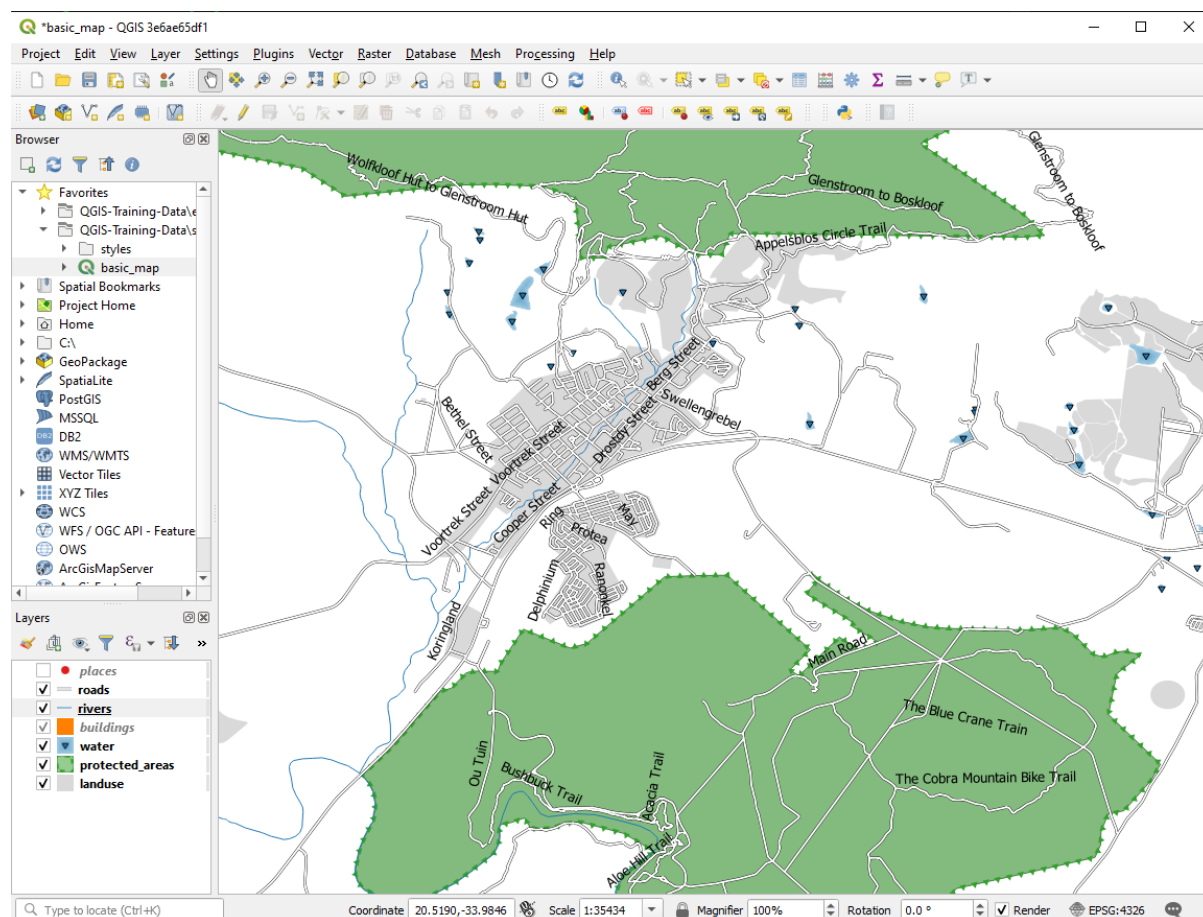 *basic_map - QGIS 3e6ae65df1
Project Edit View Layer Settings Plugins Vector Raster Database Mesh Processing Help
Browser
Favorites
QGIS-Training-Data\e
QGIS-Training-Data\s
styles
basic_map
Spatial Bookmarks
Project Home
Home
C:\
GeoPackage
SpatiaLite
PostGIS
MSSQL
DB2
WMS/WMTS
Vector Tiles
XYZ Tiles
WCS
WFS / OGC API - Feature
OWS
ArcGisMapServer
Layers
places
roads
rivers
buildings
water
protected_areas
landuse
Wolfkloof Hut to Glenstroom Hut
Glenstroom to Boskloof
Glenstroom to Boskloof
Appelsblos Circle Trail
Berg Street
Swellengrebel
Bethel Street
Drostdy Street
Voortrek Street
Voortrek Street
Cooper Street
Ring
May
Protea
Delphinium
Ranonkel
Koringland
Main Road
The Blue Crane Train
The Cobra Mountain Bike Trail
Ou Tuin
Bushbuck Trail
Acacia Trail
Aloe Hill Trail
Type to locate (Ctrl+K) Coordinate 20.5190,-33.9846 Scale 1:35434 Magnifier 100% Rotation 0.0 ° Render EPSG:4326